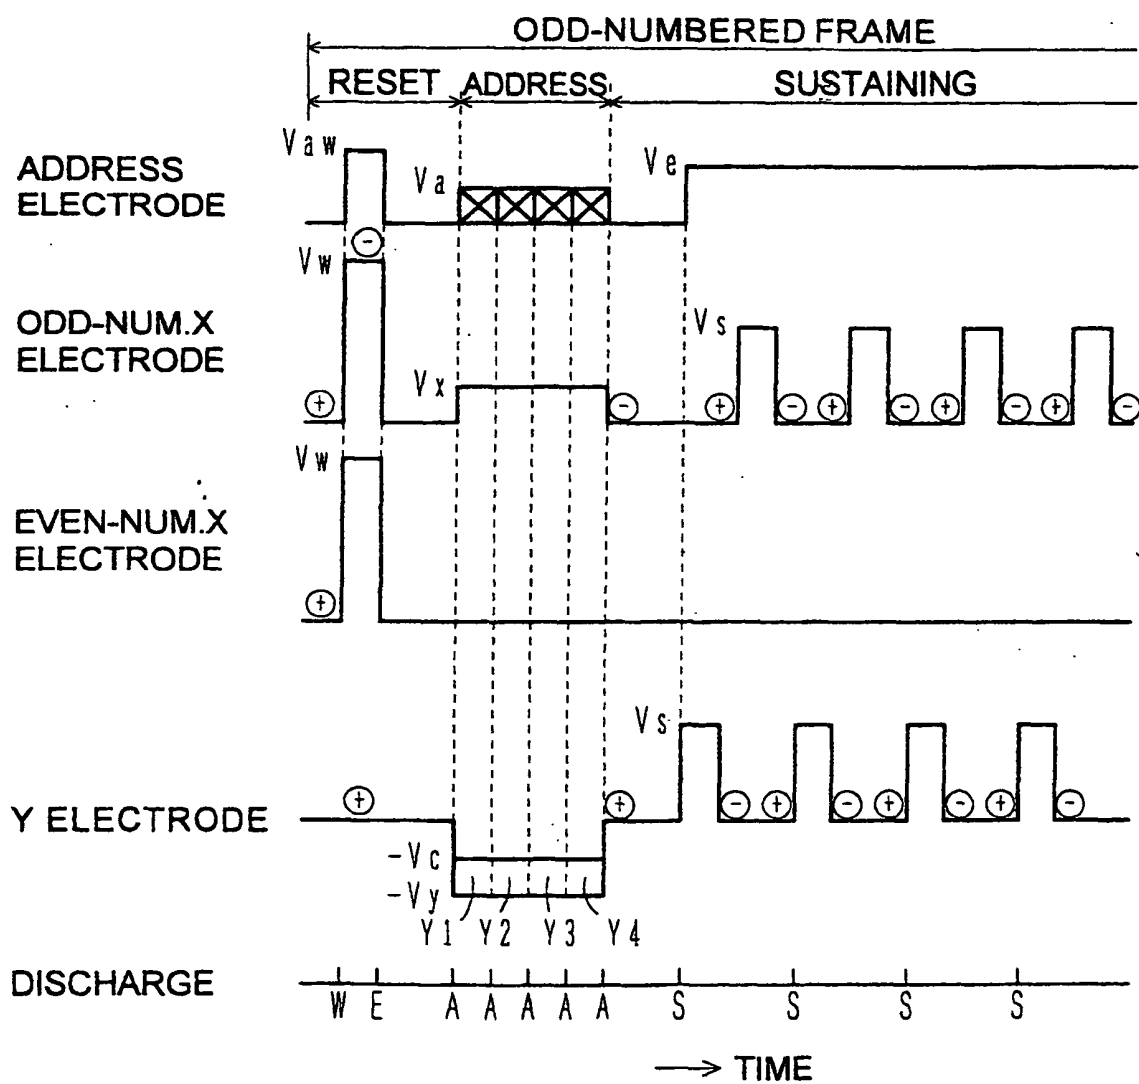 ODD-NUMBERED FRAME
RESET ADDRESS SUSTAINING
Vaw
ADDRESS
ELECTRODE
Va
Ve
-
Vw
ODD-NUM.X
ELECTRODE
Vs
Vx
+ - + - + - + - + -
Vw
EVEN-NUM.X
ELECTRODE
+
Vs
Y ELECTRODE
+ + - + - + - + -
-Vc
-Vy
Y1 Y2 Y3 Y4
DISCHARGE
W E A A A A A S S S S
→ TIME